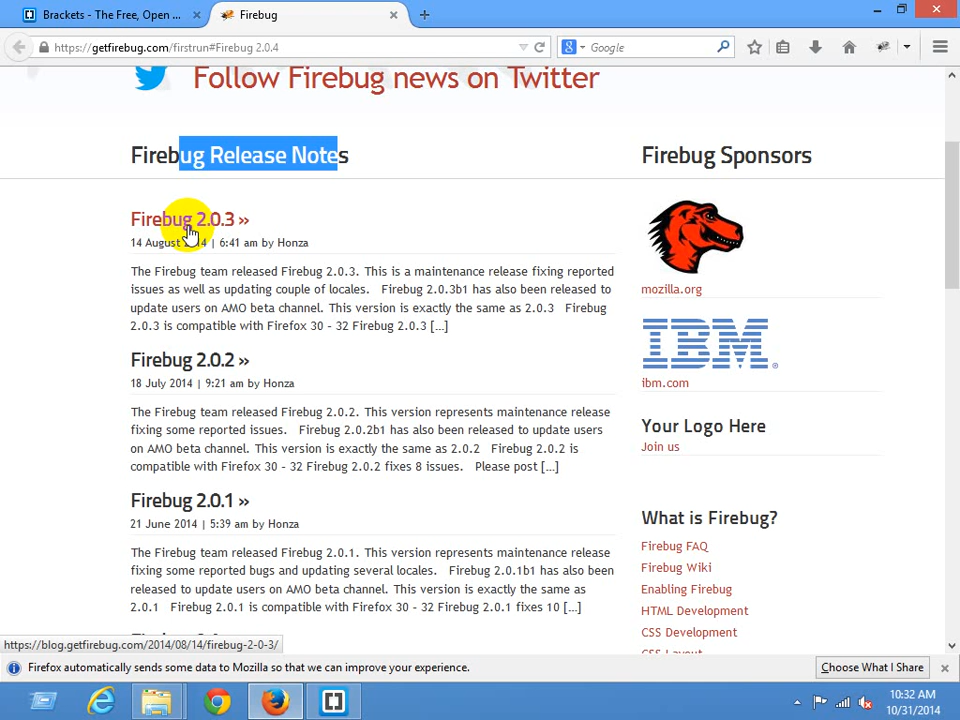 Brackets - The Free, Open ...
Firebug
https://getfirebug.com/firstrun#Firebug 2.0.4
Google
Follow Firebug news on Twitter
Firebug Release Notes
Firebug Sponsors
Firebug 2.0.3 »
14 August 2014 | 6:41 am by Honza
The Firebug team released Firebug 2.0.3. This is a maintenance release fixing reported
issues as well as updating couple of locales. Firebug 2.0.3b1 has also been released to
update users on AMO beta channel. This version is exactly the same as 2.0.3 Firebug
2.0.3 is compatible with Firefox 30 - 32 Firebug 2.0.3 [...]
mozilla.org
IBM®
ibm.com
Firebug 2.0.2 »
18 July 2014 | 9:21 am by Honza
The Firebug team released Firebug 2.0.2. This version represents maintenance release
fixing some reported issues. Firebug 2.0.2b1 has also been released to update users
on AMO beta channel. This version is exactly the same as 2.0.2 Firebug 2.0.2 is
compatible with Firefox 30 - 32 Firebug 2.0.2 fixes 8 issues. Please post [...]
Your Logo Here
Join us
Firebug 2.0.1 »
21 June 2014 | 5:39 am by Honza
The Firebug team released Firebug 2.0.1. This version represents maintenance release
fixing some reported bugs and updating several locales. Firebug 2.0.1b1 has also been
released to update users on AMO beta channel. This version is exactly the same as
2.0.1 Firebug 2.0.1 is compatible with Firefox 30 - 32 Firebug 2.0.1 fixes 10 [...]
What is Firebug?
Firebug FAQ
Firebug Wiki
Enabling Firebug
HTML Development
CSS Development
https://blog.getfirebug.com/2014/08/14/firebug-2-0-3/
Firefox automatically sends some data to Mozilla so that we can improve your experience.
Choose What I Share
10:32 AM
10/31/2014